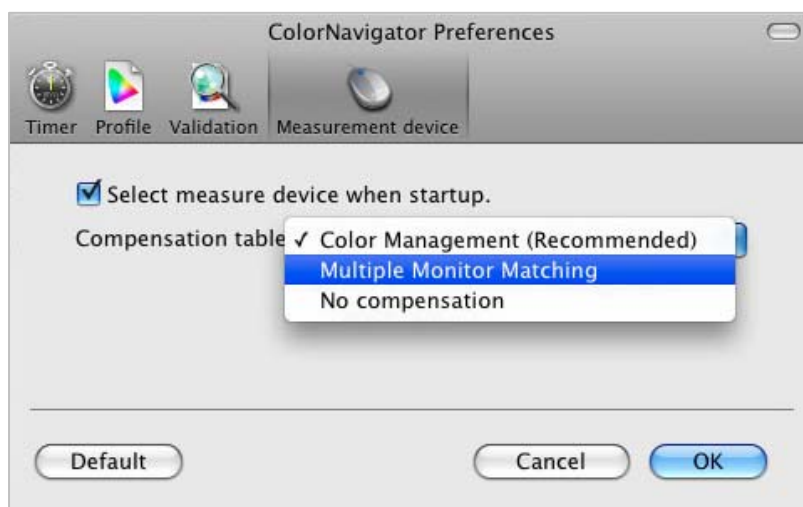 ColorNavigator Preferences
Timer Profile Validation Measurement device
Select measure device when startup.
Compensation table
✓ Color Management (Recommended)
Multiple Monitor Matching
No compensation
Default Cancel OK